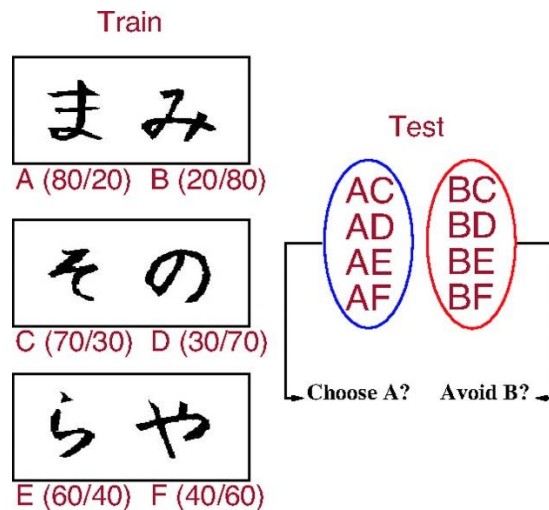 Train
まみ
A (80/20) B (20/80)
その
C (70/30) D (30/70)
らや
E (60/40) F (40/60)
Test
AC
AD
AE
AF
BC
BD
BE
BF
Choose A?
Avoid B?